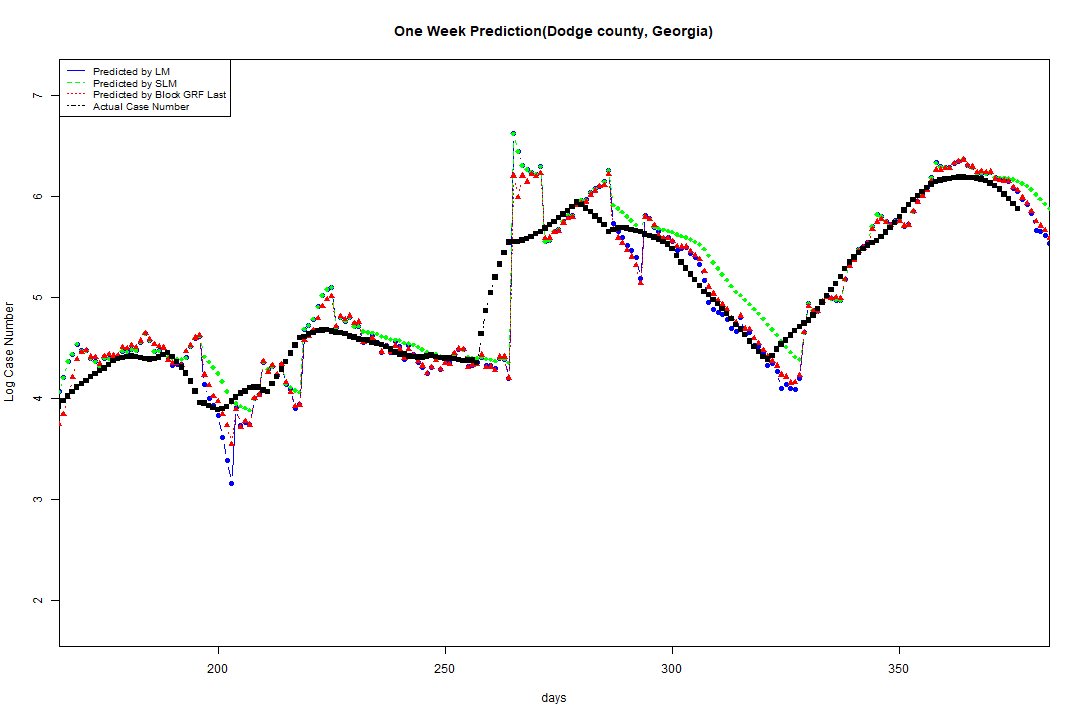 One Week Prediction(Dodge county, Georgia)
Predicted by LM
Predicted by SLM
Predicted by Block GRF Last
Actual Case Number
7
6
5
4
3
2
Log Case Number
200 250 300 350
days